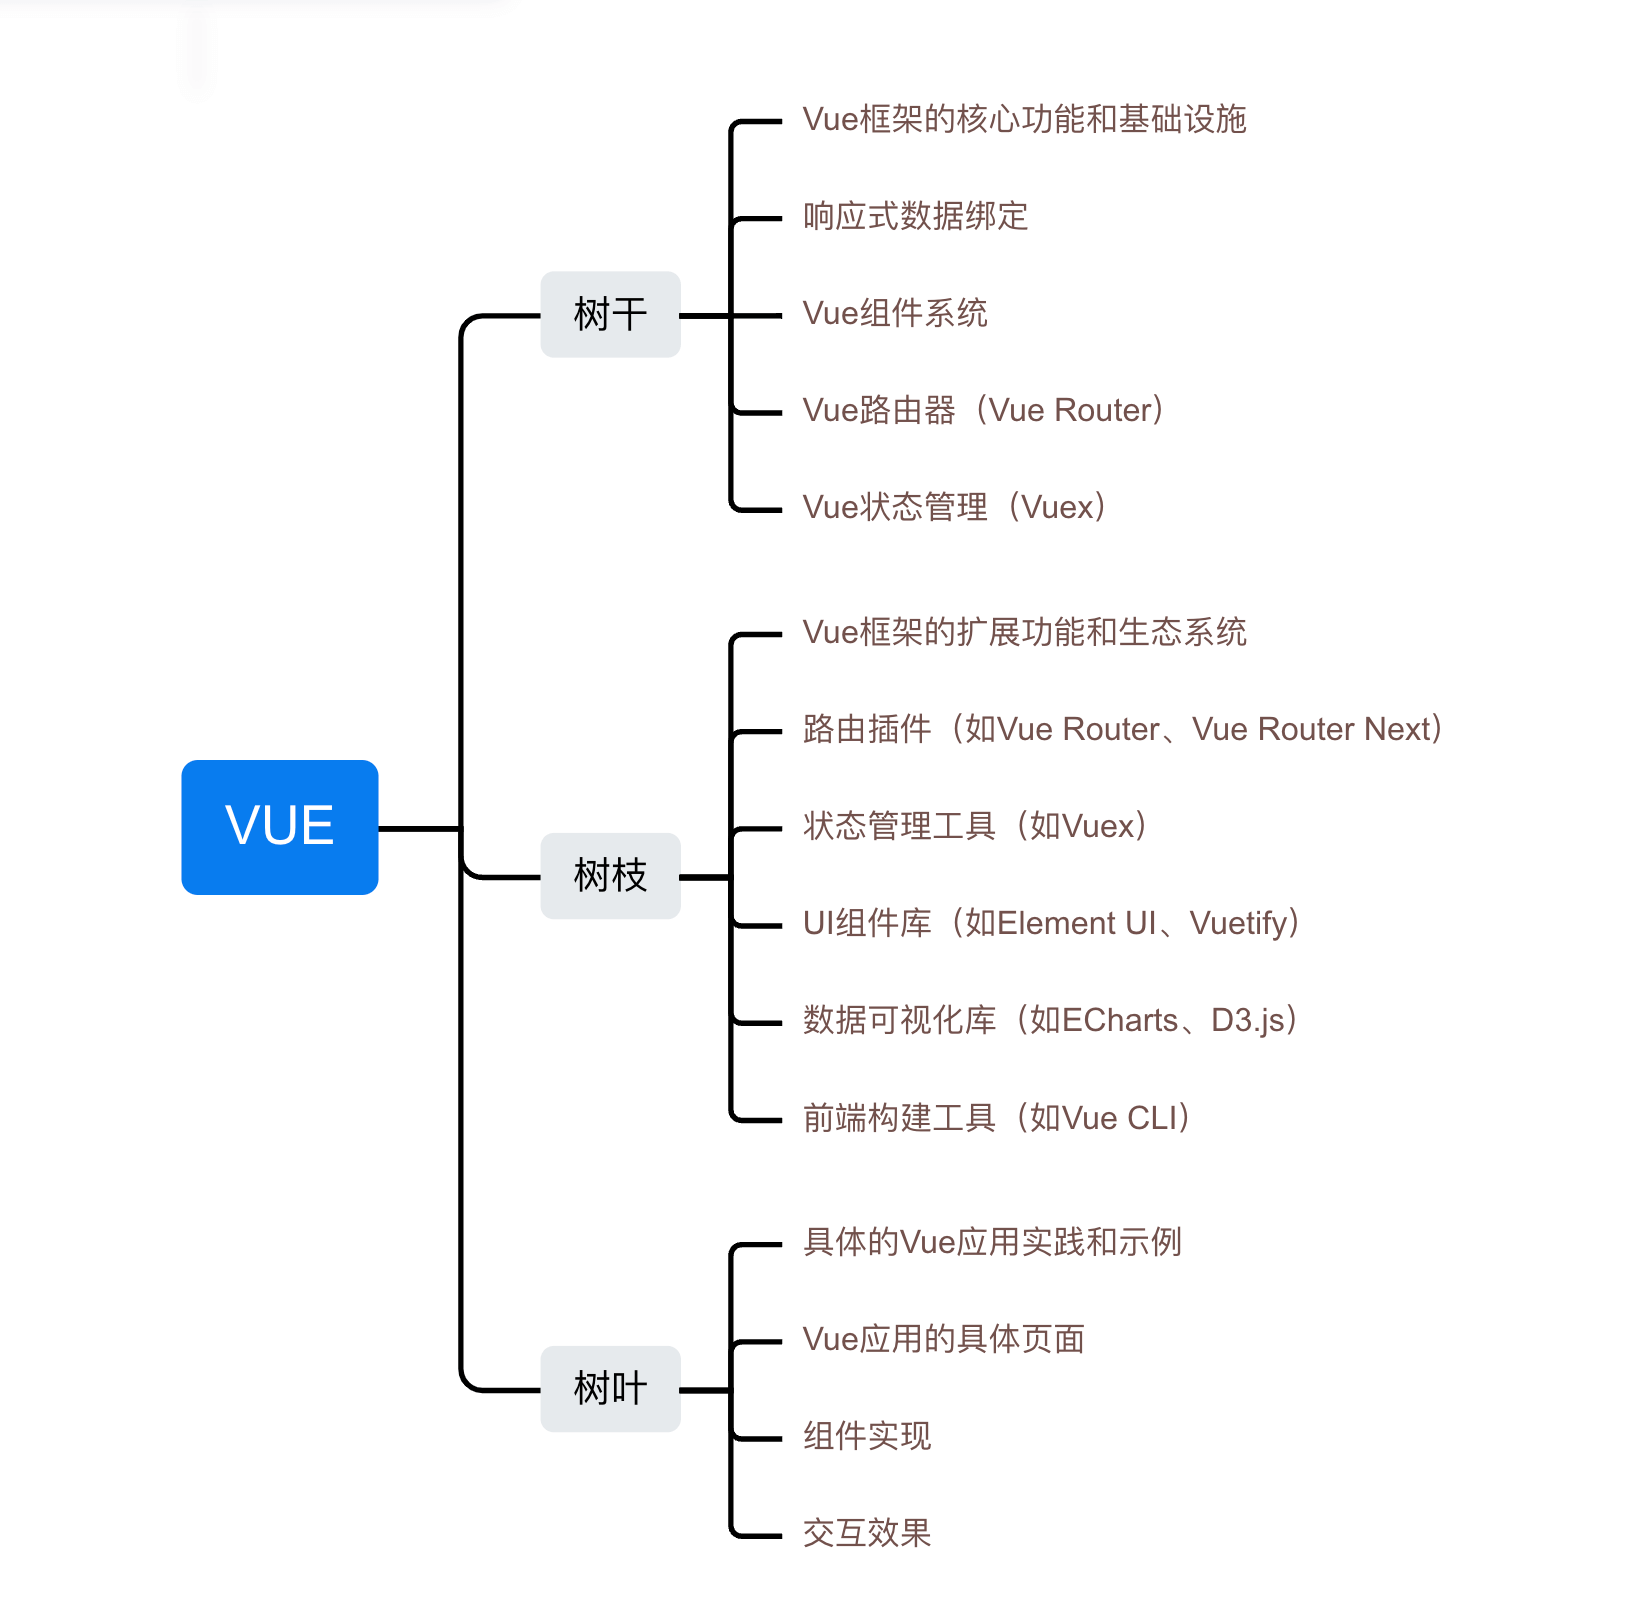 VUE
树干
Vue框架的核心功能和基础设施
响应式数据绑定
Vue组件系统
Vue路由器（Vue Router）
Vue状态管理（Vuex）
树枝
Vue框架的扩展功能和生态系统
路由插件（如Vue Router、Vue Router Next）
状态管理工具（如Vuex）
UI组件库（如Element UI、Vuetify）
数据可视化库（如ECharts、D3.js）
前端构建工具（如Vue CLI）
树叶
具体的Vue应用实践和示例
Vue应用的具体页面
组件实现
交互效果